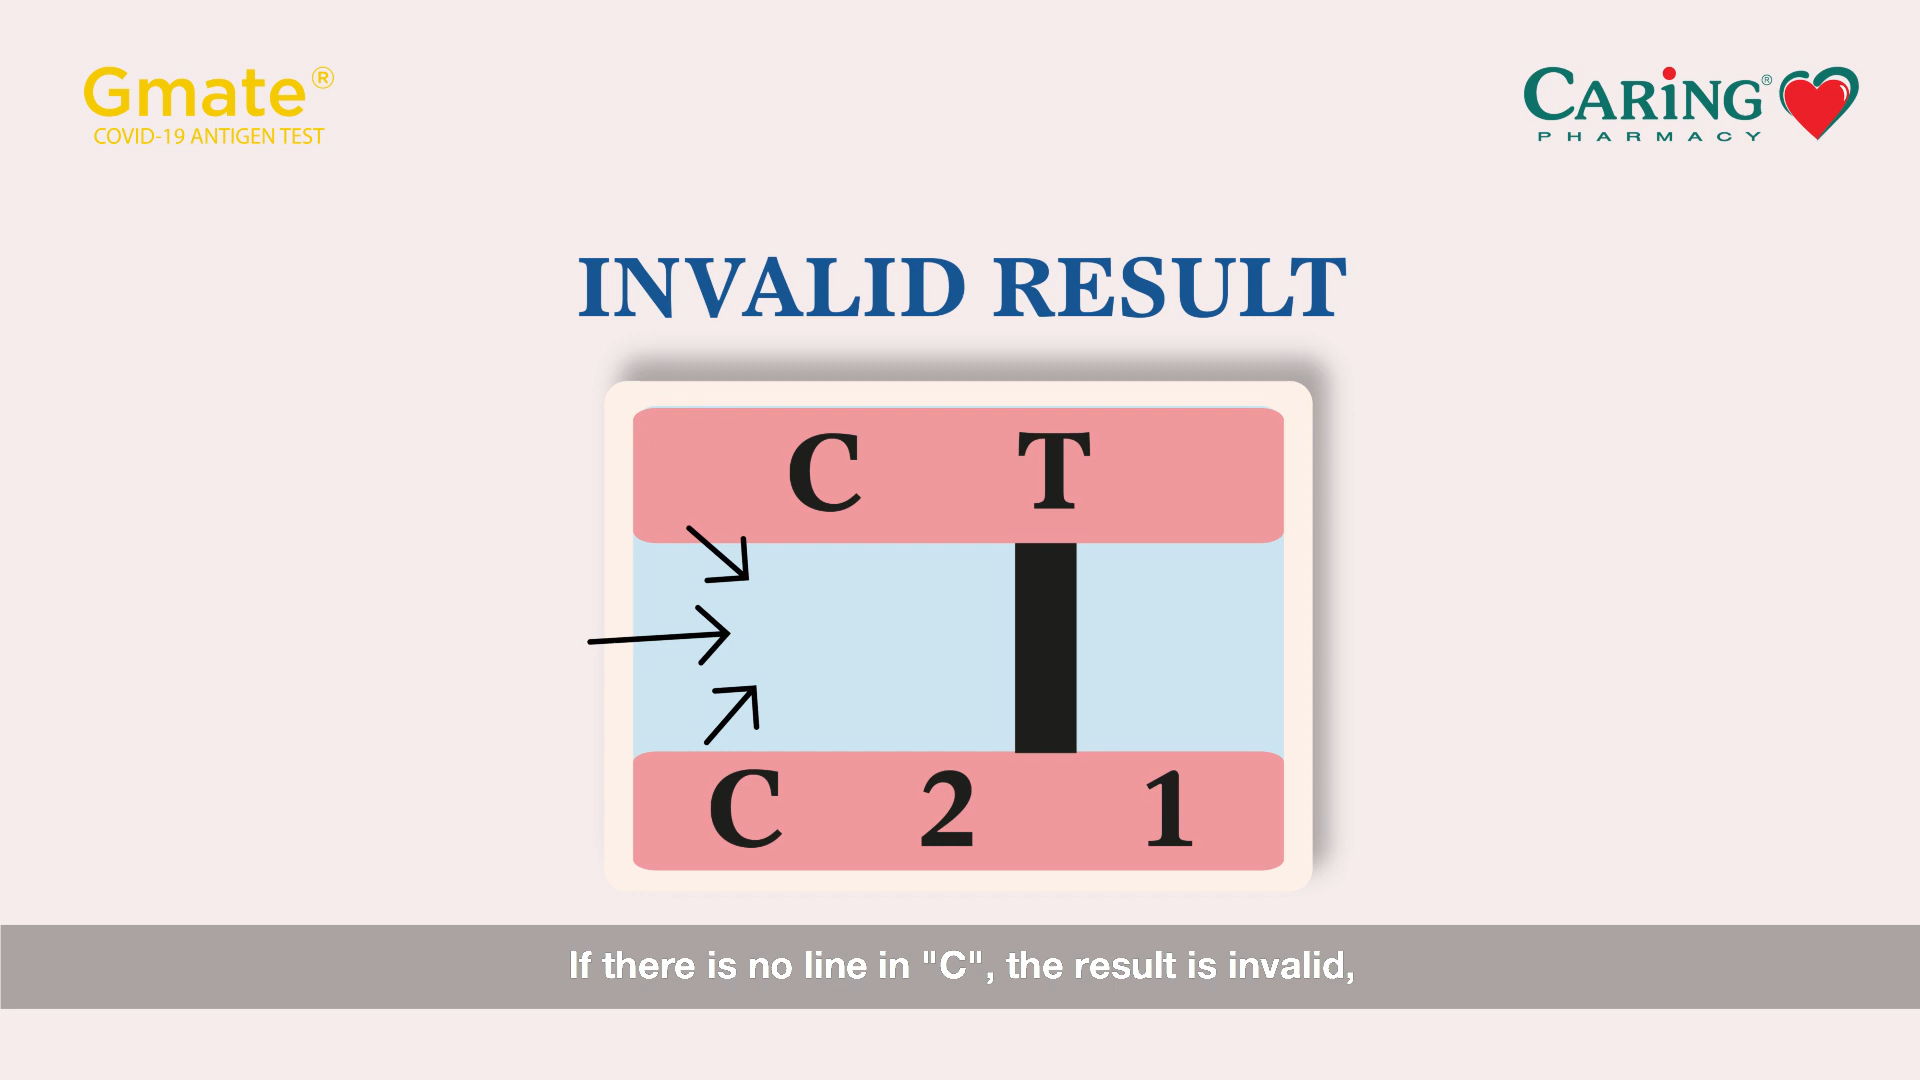 Gmate®
COVID-19 ANTIGEN TEST
CARiNG®
PHARMACY
INVALID RESULT
C T
C 2 1
If there is no line in "C", the result is invalid,